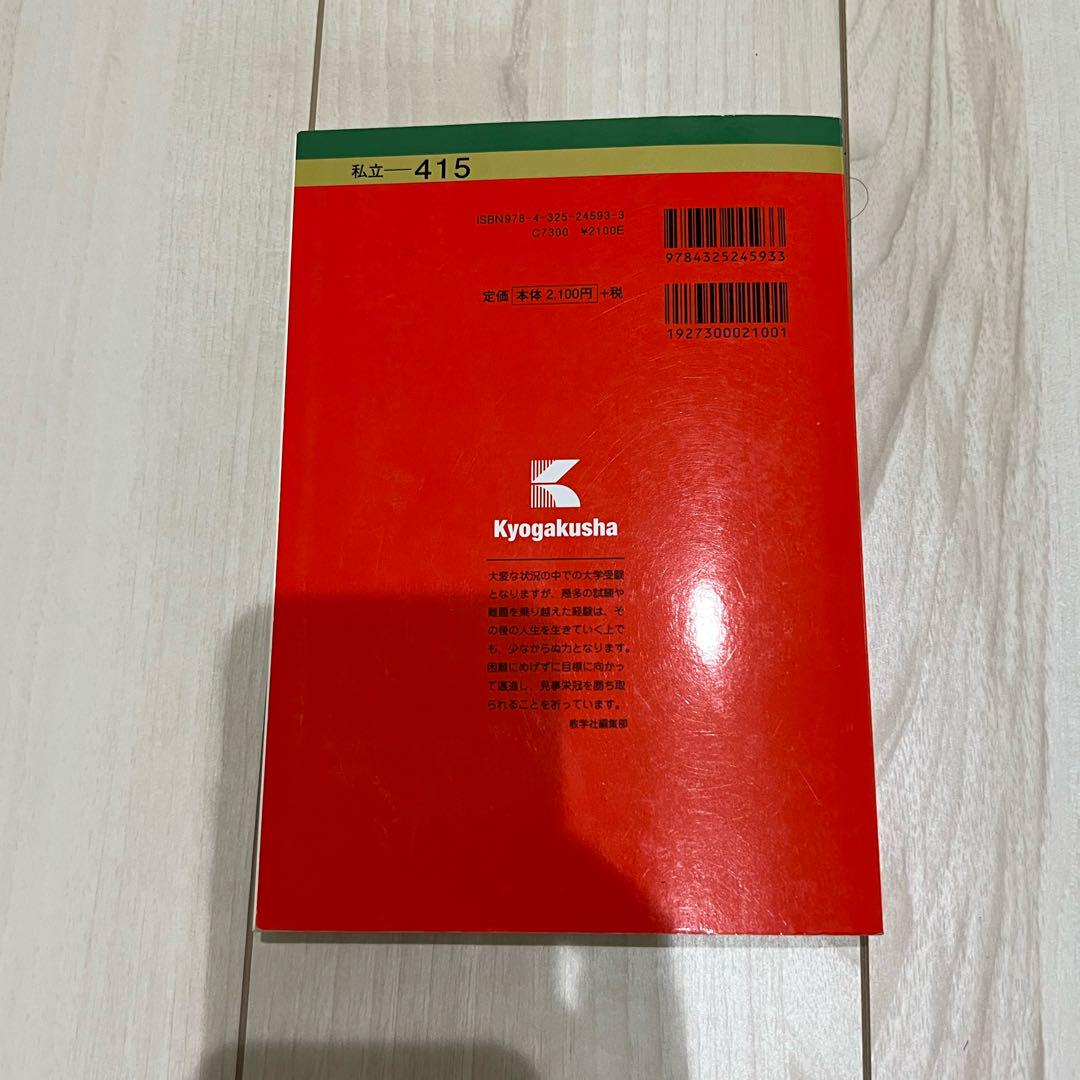 私立―415
ISBN978-4-325-24593-3
C7300 ¥2100E
9784325245933
定価 本体 2,100円 +税
1927300021001
Kyogakusha
大変な状況の中での大学受験
となりますが、幾多の試練や
難題を乗り越えた経験は、そ
の後の人生を生きていく上で
も、少なからぬ力となります。
困難にめげずに目標に向かっ
て邁進し、見事栄冠を勝ち取
られることを祈っています。
教学社編集部